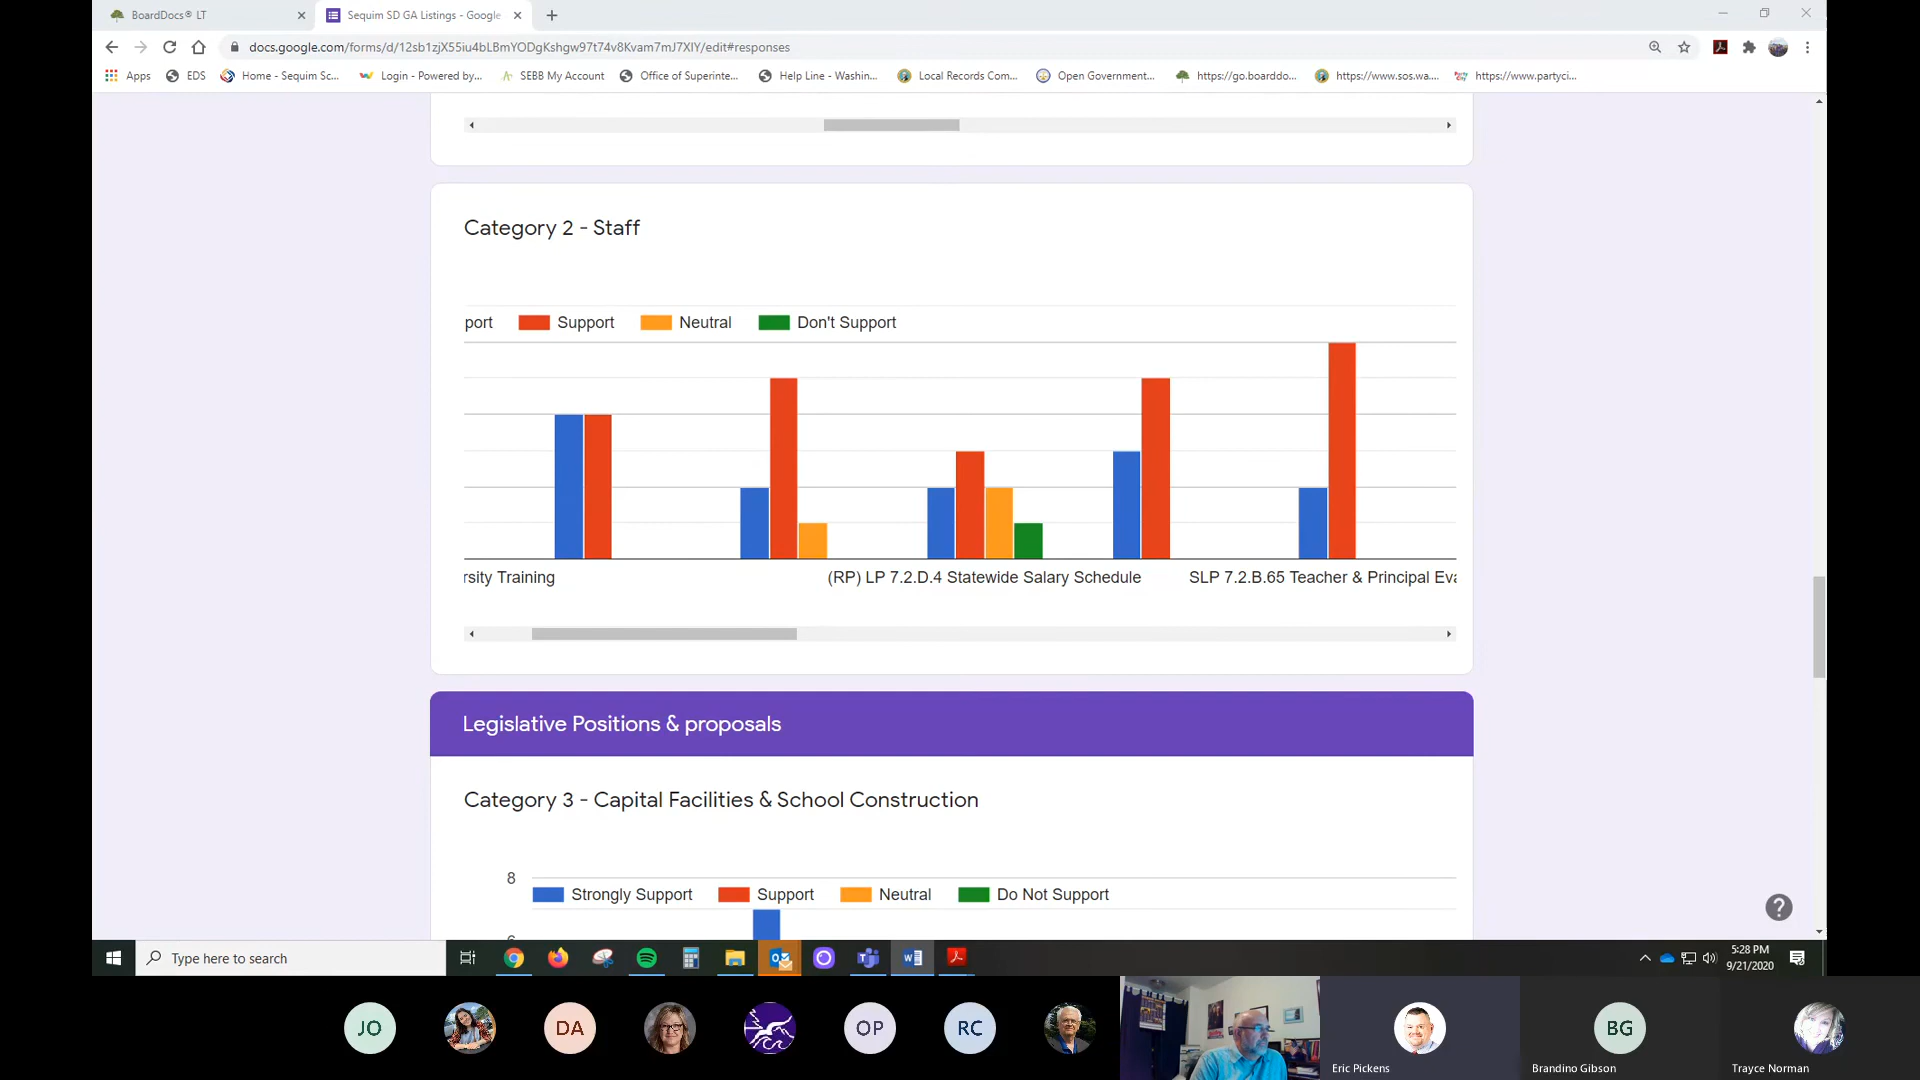 BoardDocs® LT
Sequim SD GA Listings - Google
docs.google.com/forms/d/12sb1zjX55iu4bLBmYODgKshgw97t74v8Kvam7mJ7XlY/edit#responses
Apps EDS Home - Sequim Sc... Login - Powered by... SEBB My Account Office of Superinte... Help Line - Washin... Local Records Com... Open Government... https://go.boarddo... https://www.sos.wa.... https://www.partyci...
Category 2 - Staff
port Support Neutral Don't Support
rsity Training (RP) LP 7.2.D.4 Statewide Salary Schedule SLP 7.2.B.65 Teacher & Principal Eva
Legislative Positions & proposals
Category 3 - Capital Facilities & School Construction
8
Strongly Support Support Neutral Do Not Support
6
Type here to search
5:28 PM
9/21/2020
JO DA OP RC BG
Eric Pickens Brandino Gibson Trayce Norman